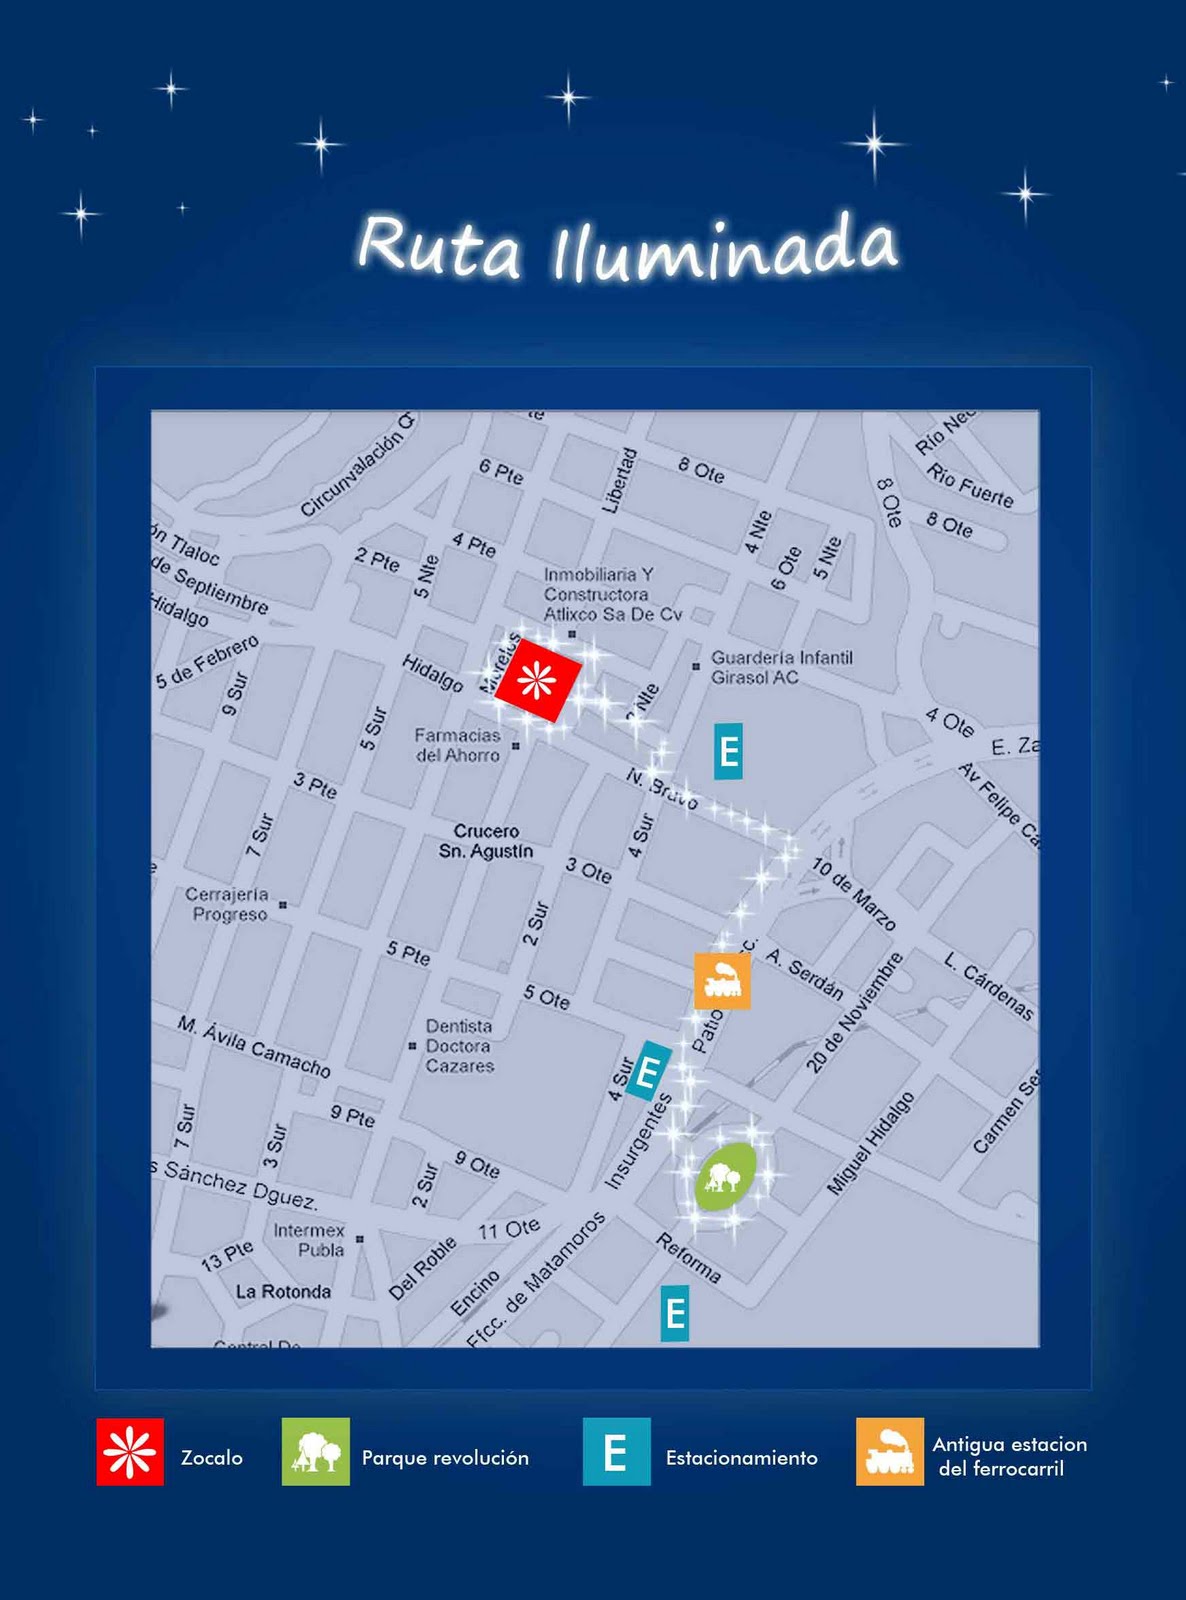 Ruta Iluminada
Circunvalación
6 Pte
Libertad
8 Ote
8 Ote
Río Fuerte
8 Ote
4 Pte
2 Pte
5 Nte
4 Nte
6 Ote
5 Nte
ón Tlaloc
de Septiembre
Hidalgo
5 de Febrero
Inmobiliaria Y
Constructora
Atlixco Sa De Cv
Morelos
Hidalgo
Guardería Infantil
Girasol AC
9 Sur
5 Sur
Farmacias
del Ahorro
2 Nte
E
4 Ote
E. Za
Av Felipe Ca
3 Pte
N. Bravo
7 Sur
Crucero
Sn. Agustín
4 Sur
3 Ote
10 de Marzo
Cerrajería
Progreso
2 Sur
5 Pte
A. Serdán
L. Cárdenas
5 Ote
Patio
20 de Noviembre
M. Ávila Camacho
Dentista
Doctora
Cazares
4 Sur
E
Insurgentes
Carmen Se
Miguel Hidalgo
7 Sur
9 Pte
3 Sur
9 Ote
2 Sur
s Sánchez Dguez.
Intermex
Publa
11 Ote
13 Pte
Del Roble
Reforma
La Rotonda
Encino
Ffcc. de Matamoros
E
Zocalo
Parque revolución
E
Estacionamiento
Antigua estacion
del ferrocarril